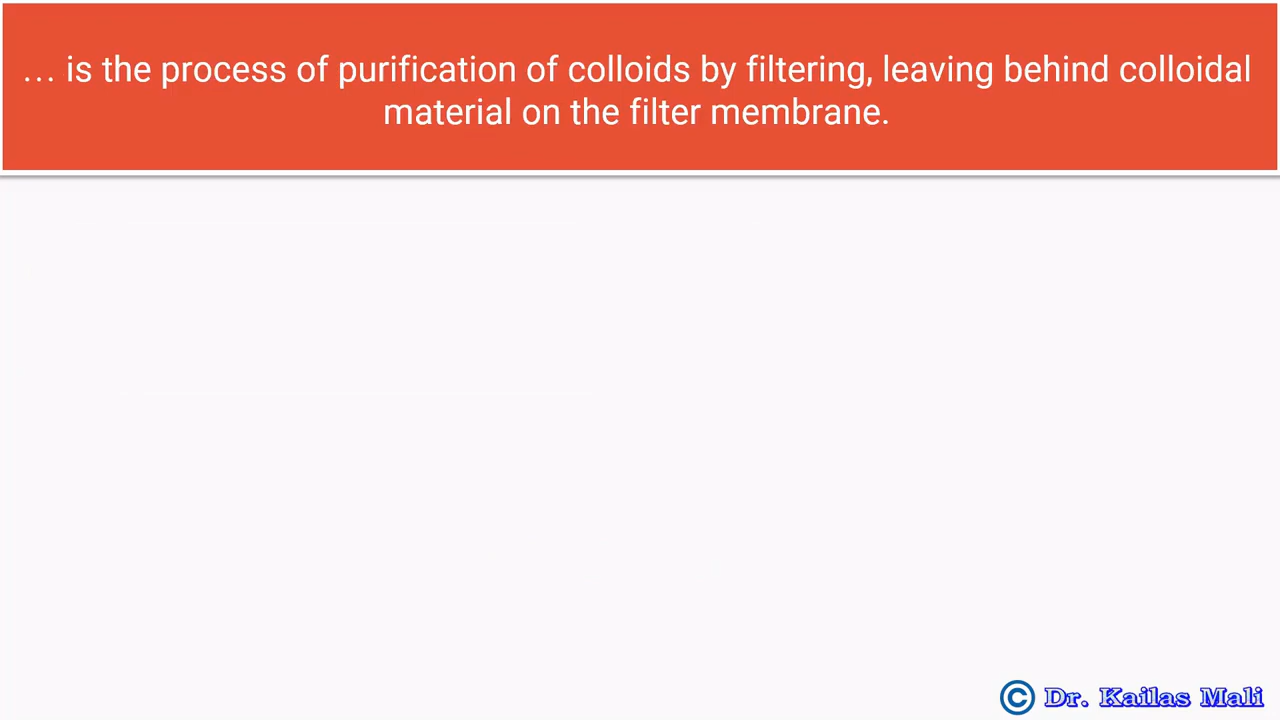 … is the process of purification of colloids by filtering, leaving behind colloidal
material on the filter membrane.
© Dr. Kailas Mali